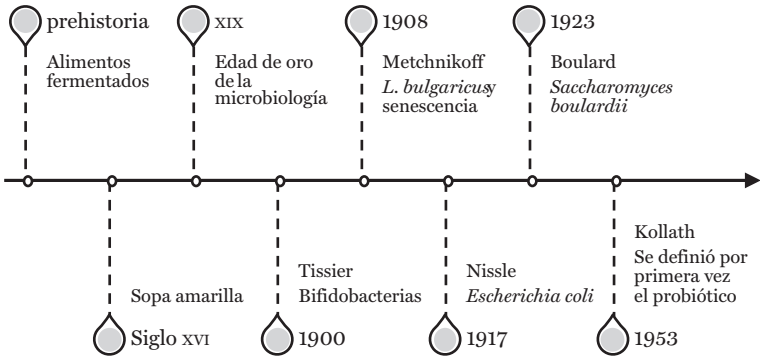 prehistoria
Alimentos
fermentados
XIX
Edad de oro
de la
microbiología
1908
Metchnikoff
L. bulgaricus y
senescencia
1923
Boulard
Saccharomyces
boulardii
Sopa amarilla
Siglo XVI
Tissier
Bifidobacterias
1900
Nissle
Escherichia coli
1917
Kollath
Se definió por
primera vez
el probiótico
1953